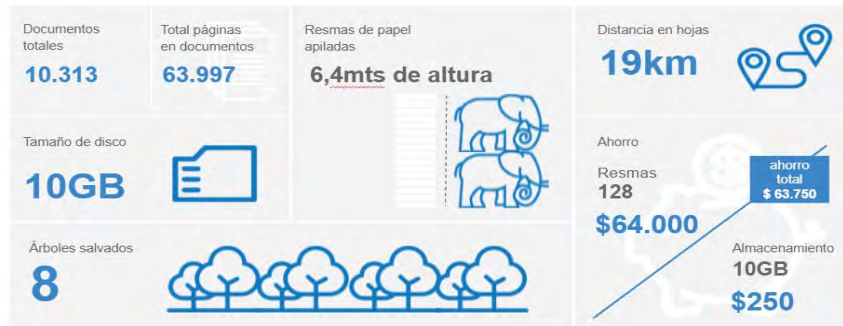 Documentos
totales
10.313
Total páginas
en documentos
63.997
Resmas de papel
apiladas
6,4mts de altura
Distancia en hojas
19km
Tamaño de disco
10GB
Ahorro
Resmas
128
$64.000
ahorro
total
$ 63.750
Almacenamiento
10GB
$250
Árboles salvados
8